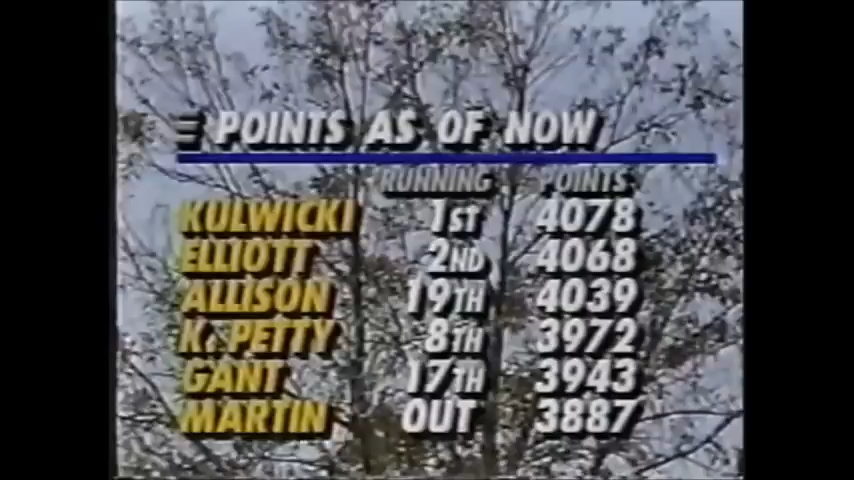 POINTS AS OF NOW
RUNNING POINTS
KULWICKI 1ST 4078
ELLIOTT 2ND 4068
ALLISON 19TH 4039
K. PETTY 8TH 3972
GANT 17TH 3943
MARTIN OUT 3887